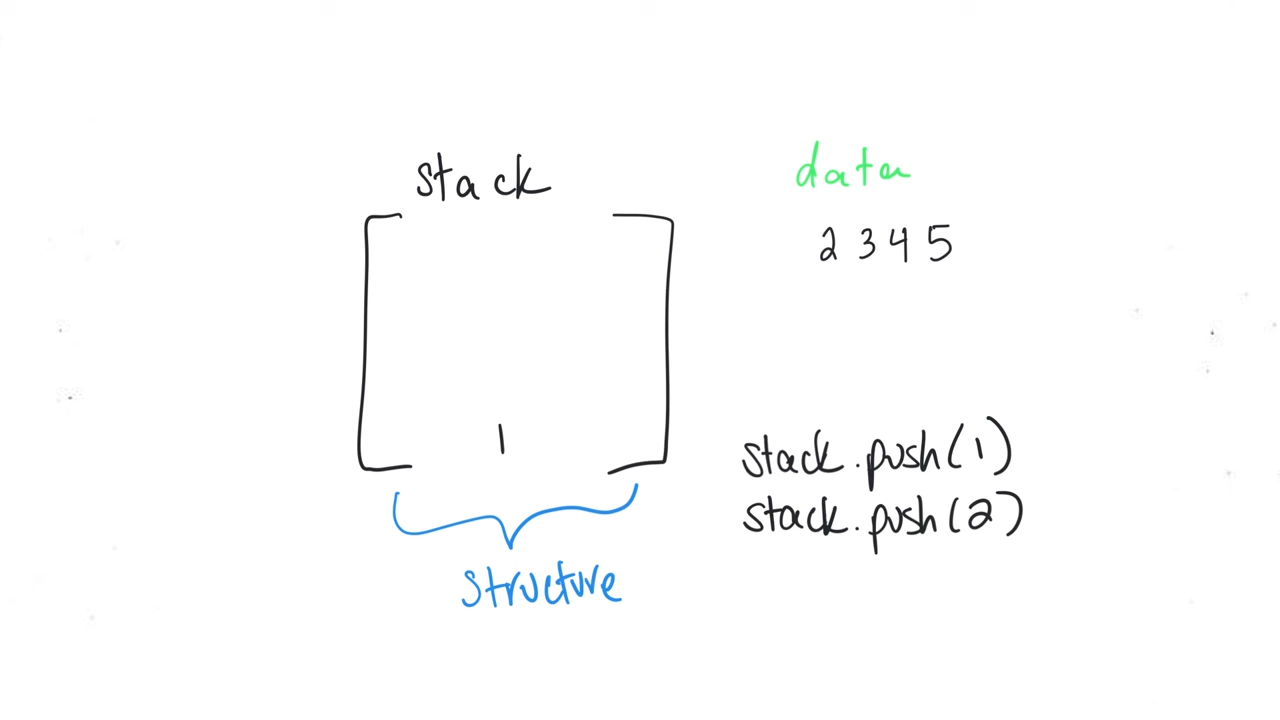 stack
data
2 3 4 5
1
stack.push(1)
stack.push(2)
structure